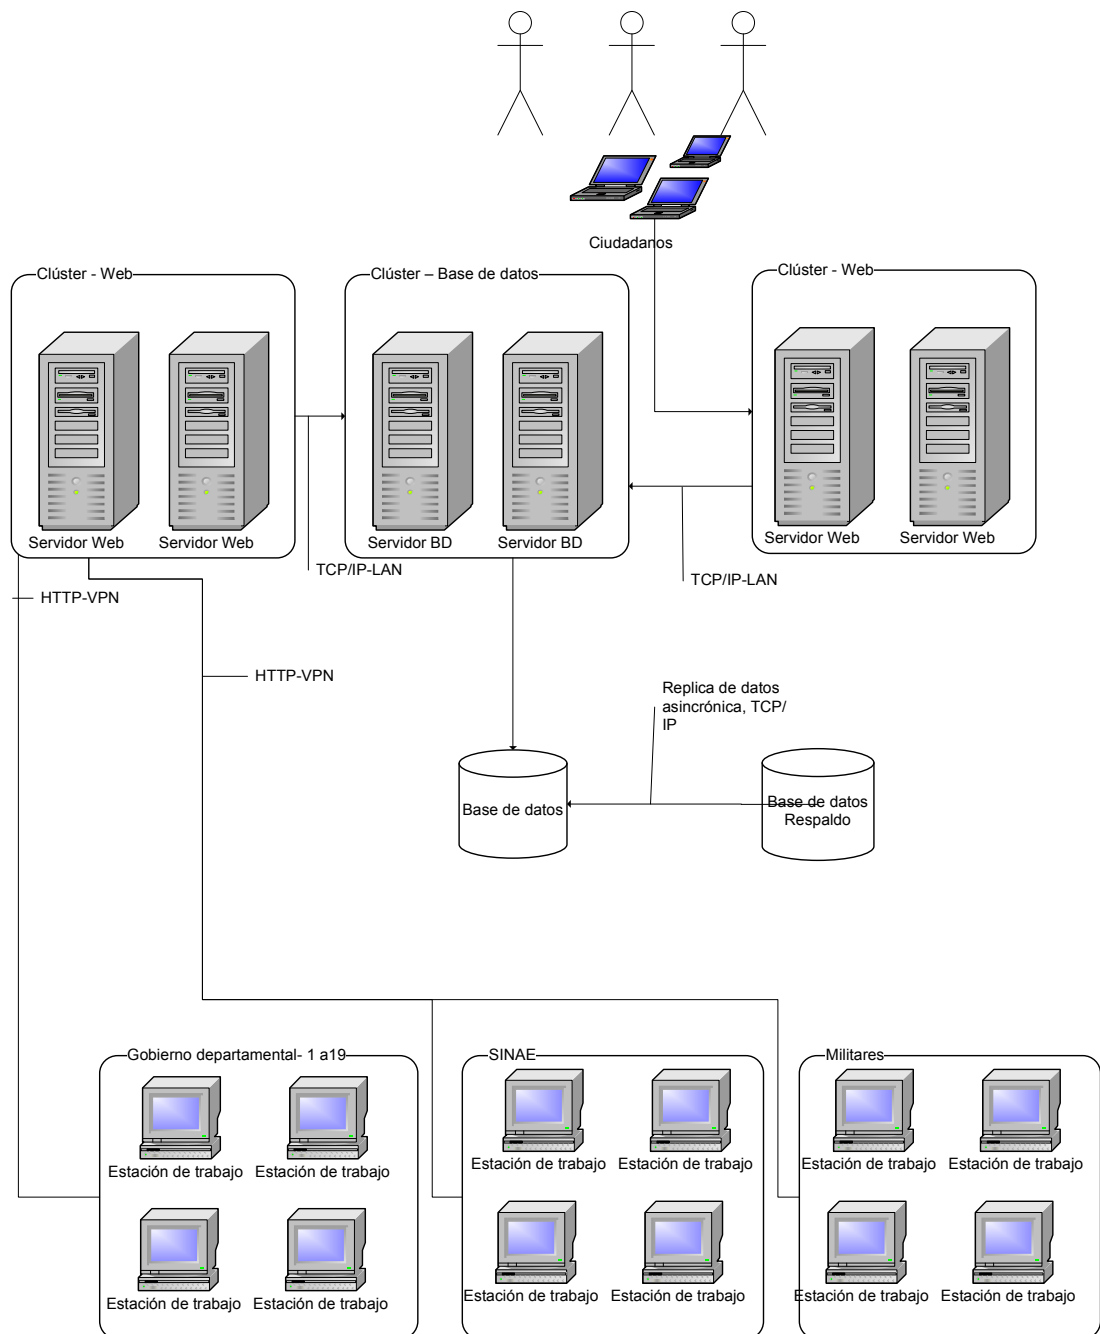 Ciudadanos
Clúster - Web
Clúster – Base de datos
Clúster - Web
Servidor Web
Servidor Web
Servidor BD
Servidor BD
Servidor Web
Servidor Web
TCP/IP-LAN
TCP/IP-LAN
HTTP-VPN
HTTP-VPN
Replica de datos
asincrónica, TCP/
IP
Base de datos
Base de datos
Respaldo
Gobierno departamental- 1 a19
SINAE
Militares
Estación de trabajo
Estación de trabajo
Estación de trabajo
Estación de trabajo
Estación de trabajo
Estación de trabajo
Estación de trabajo
Estación de trabajo
Estación de trabajo
Estación de trabajo
Estación de trabajo
Estación de trabajo